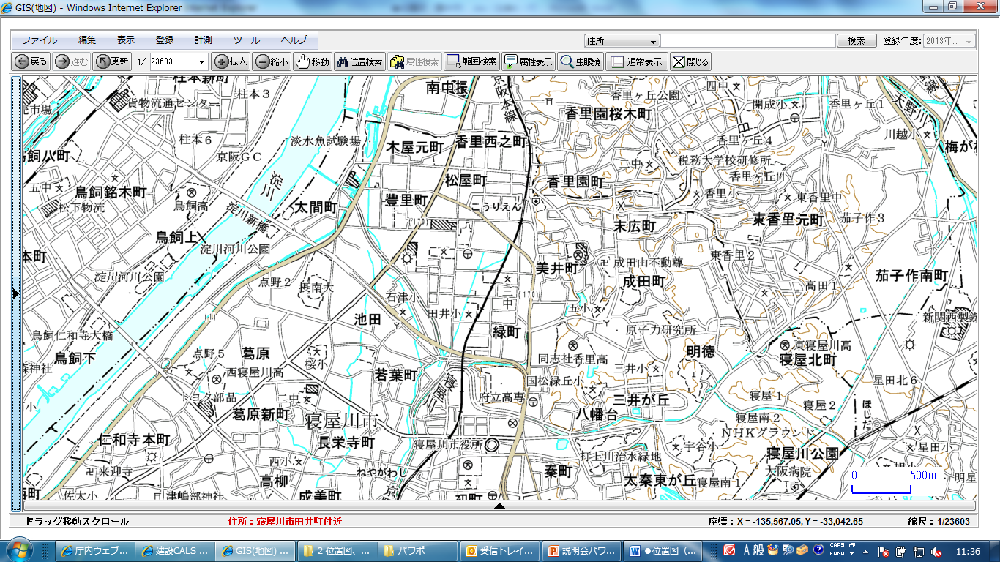 GIS(地図) - Windows Internet Explorer
ファイル 編集 表示 登録 計測 ツール ヘルプ 住所 検索 登録年度: 2013年...
戻る 進む 更新 1/ 23603 拡大 縮小 移動 位置検索 属性検索 範囲検索 属性表示 虫眼鏡 通常表示 閉じる
柱本新町
柱本3
貨物流通センター
南中振
京阪本線
香里ヶ丘公園
四中
開成小
香里ヶ丘1
天野川
売市場
柱本6
淡水魚試験場
香里園桜木町
川越小
鳥飼八町
京阪GC
木屋元町
香里西之町
香里ヶ丘4
二中
税務大学校研修所
淀川
松屋町
香里園町
香里ヶ丘
五中
鳥飼銘木町
松下物流
鳥飼高
太間町
豊里町
こうりえん
香里小
東香里中
淀川新橋
(170)
末広町
東香里元町
茄子作3
鳥飼上
淀川河川公園
本町
東香里2
美井町
成田山不動尊
成田町
茄子作南町
淀川河川公園
点野2
摂南大
高田1
石津小
三中
(170)
池田
田井小
五小
新関西製鐵
(1)
緑町
原子力研究所
鳥飼仁和寺大橋
鳥飼下
点野5
葛原
同志社香里高
明徳
東寝屋川高
寝屋北町
桜小
西寝屋川高
若葉町
国松緑丘小
三井小
星田北6
トヨタ部品
二中
寝屋川
府立高専
三井が丘
寝屋1
寝屋2
葛原新町
寝屋川市
八幡台
寝屋南2
ほしだ
NHKグラウンド
仁和寺本町
長栄寺町
寝屋川市役所
宇谷小
星田小
寝屋川公園
来迎寺
西小
ねやがわし
秦町
打上川治水緑地
大阪病院
高柳
太秦東が丘
寝屋南1
佐太小
津嶋部神社
成美町
初町
京阪
明星
0 500m
ドラッグ移動スクロール 住所:寝屋川市田井町付近 座標:X = -135,567.05, Y = -33,042.65 縮尺:1/23603
庁内ウェブ... 建設CALS ... GIS(地図) ... 2 位置図、... パワポ 受信トレイ... 説明会パワ... ●位置図（... A 般 CAPS KANA 11:36